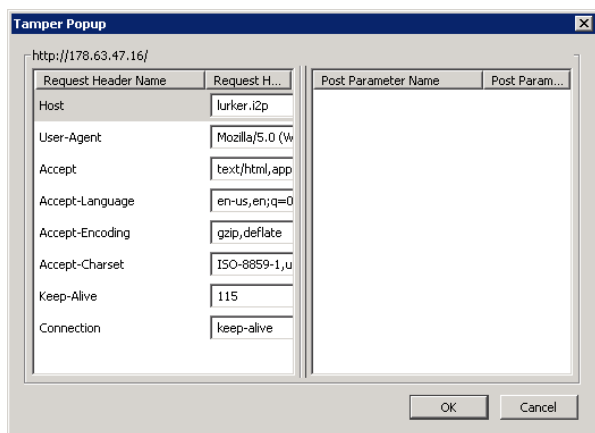 Tamper Popup
http://178.63.47.16/
Request Header Name Request H... Post Parameter Name Post Param...
Host lurker.i2p
User-Agent Mozilla/5.0 (W
Accept text/html,app
Accept-Language en-us,en;q=0
Accept-Encoding gzip,deflate
Accept-Charset ISO-8859-1,u
Keep-Alive 115
Connection keep-alive
OK Cancel